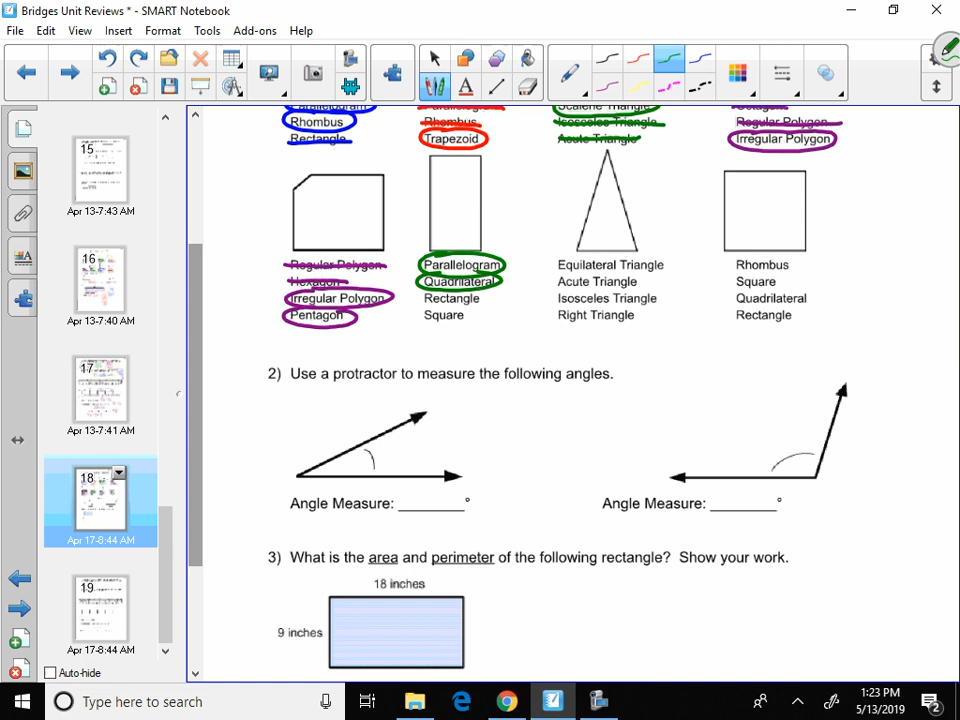 Bridges Unit Reviews * - SMART Notebook
File Edit View Insert Format Tools Add-ons Help
15
Apr 13-7:43 AM
16
Apr 13-7:40 AM
17
Apr 13-7:41 AM
18
Apr 17-8:44 AM
19
Apr 17-8:44 AM
Auto-hide
Parallelogram Parallelogram Scalene Triangle Octagon
Rhombus Rhombus Isosceles Triangle Regular Polygon
Rectangle Trapezoid Acute Triangle Irregular Polygon
Regular Polygon Parallelogram Equilateral Triangle Rhombus
Hexagon Quadrilateral Acute Triangle Square
Irregular Polygon Rectangle Isosceles Triangle Quadrilateral
Pentagon Square Right Triangle Rectangle
2) Use a protractor to measure the following angles.
Angle Measure: ________° Angle Measure: ________°
3) What is the area and perimeter of the following rectangle? Show your work.
18 inches
9 inches
Type here to search
1:23 PM
5/13/2019
2